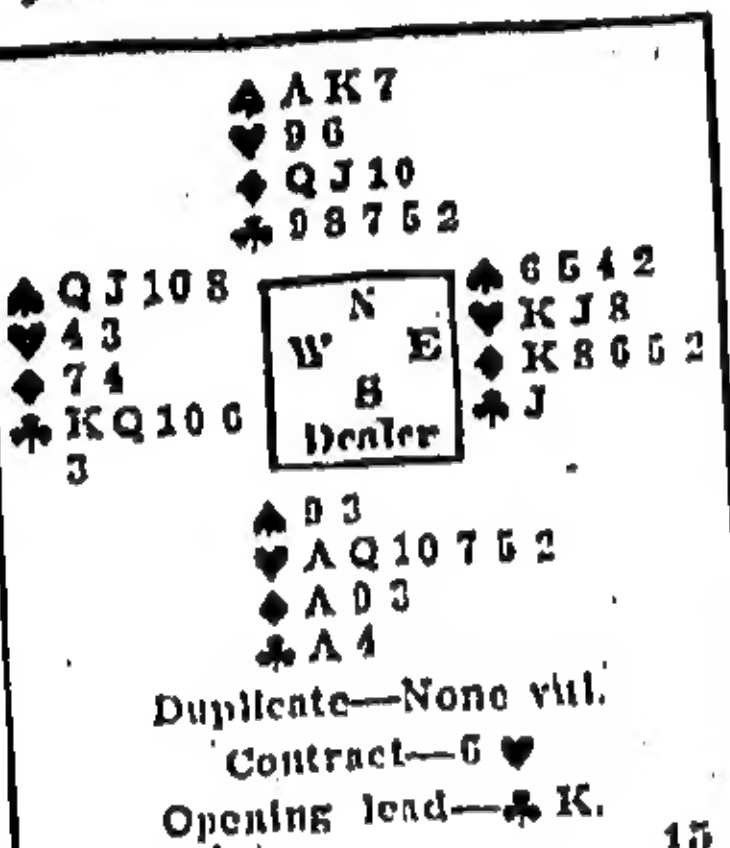 ♠ A K 7
♥ 9 6
♦ Q J 10
♣ 9 8 7 5 2
♠ Q J 10 8
♥ 4 3
♦ 7 4
♣ K Q 10 6
3
N
W E
S
Dealer
♠ 6 5 4 2
♥ K J 8
♦ K 8 6 5 2
♣ J
♠ 9 3
♥ A Q 10 7 5 2
♦ A 9 3
♣ A 4
Duplicate—None vul.
Contract—6 ♥
Opening lead—♣ K.
15